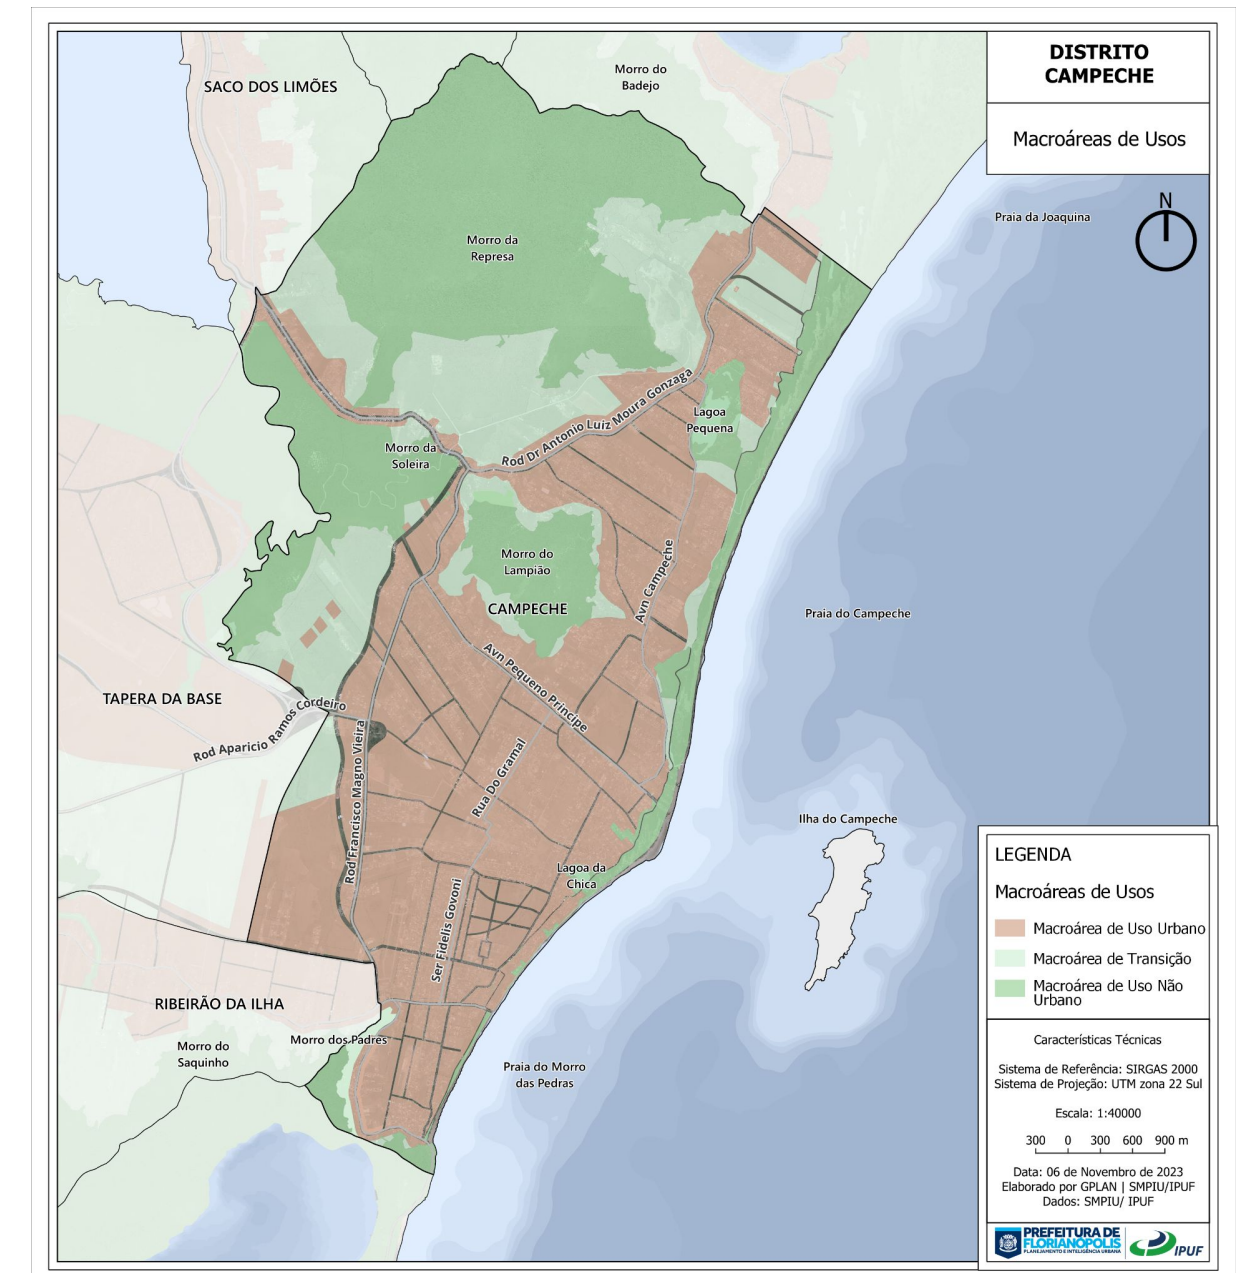 DISTRITO
CAMPECHE
Macroáreas de Usos
N
SACO DOS LIMÕES
Morro do
Badejo
Praia da Joaquina
Morro da
Represa
Rod Dr Antonio Luiz Moura Gonzaga
Lagoa
Pequena
Morro da
Soleira
Morro do
Lampião
CAMPECHE
Avn Campeche
Praia do Campeche
Avn Pequeno Principe
TAPERA DA BASE
Rod Aparicio Ramos Cordeiro
Rod Francisco Magno Vieira
Rua Do Gramal
Ilha do Campeche
Lagoa da
Chica
Ser Fidelis Govoni
RIBEIRÃO DA ILHA
Morro do
Saquinho
Morro dos Padres
Praia do Morro
das Pedras
LEGENDA
Macroáreas de Usos
Macroárea de Uso Urbano
Macroárea de Transição
Macroárea de Uso Não
Urbano
Características Técnicas
Sistema de Referência: SIRGAS 2000
Sistema de Projeção: UTM zona 22 Sul
Escala: 1:40000
300 0 300 600 900 m
Data: 06 de Novembro de 2023
Elaborado por GPLAN | SMPIU/IPUF
Dados: SMPIU/ IPUF
PREFEITURA DE
FLORIANÓPOLIS
PLANEJAMENTO E INTELIGÊNCIA URBANA
IPUF